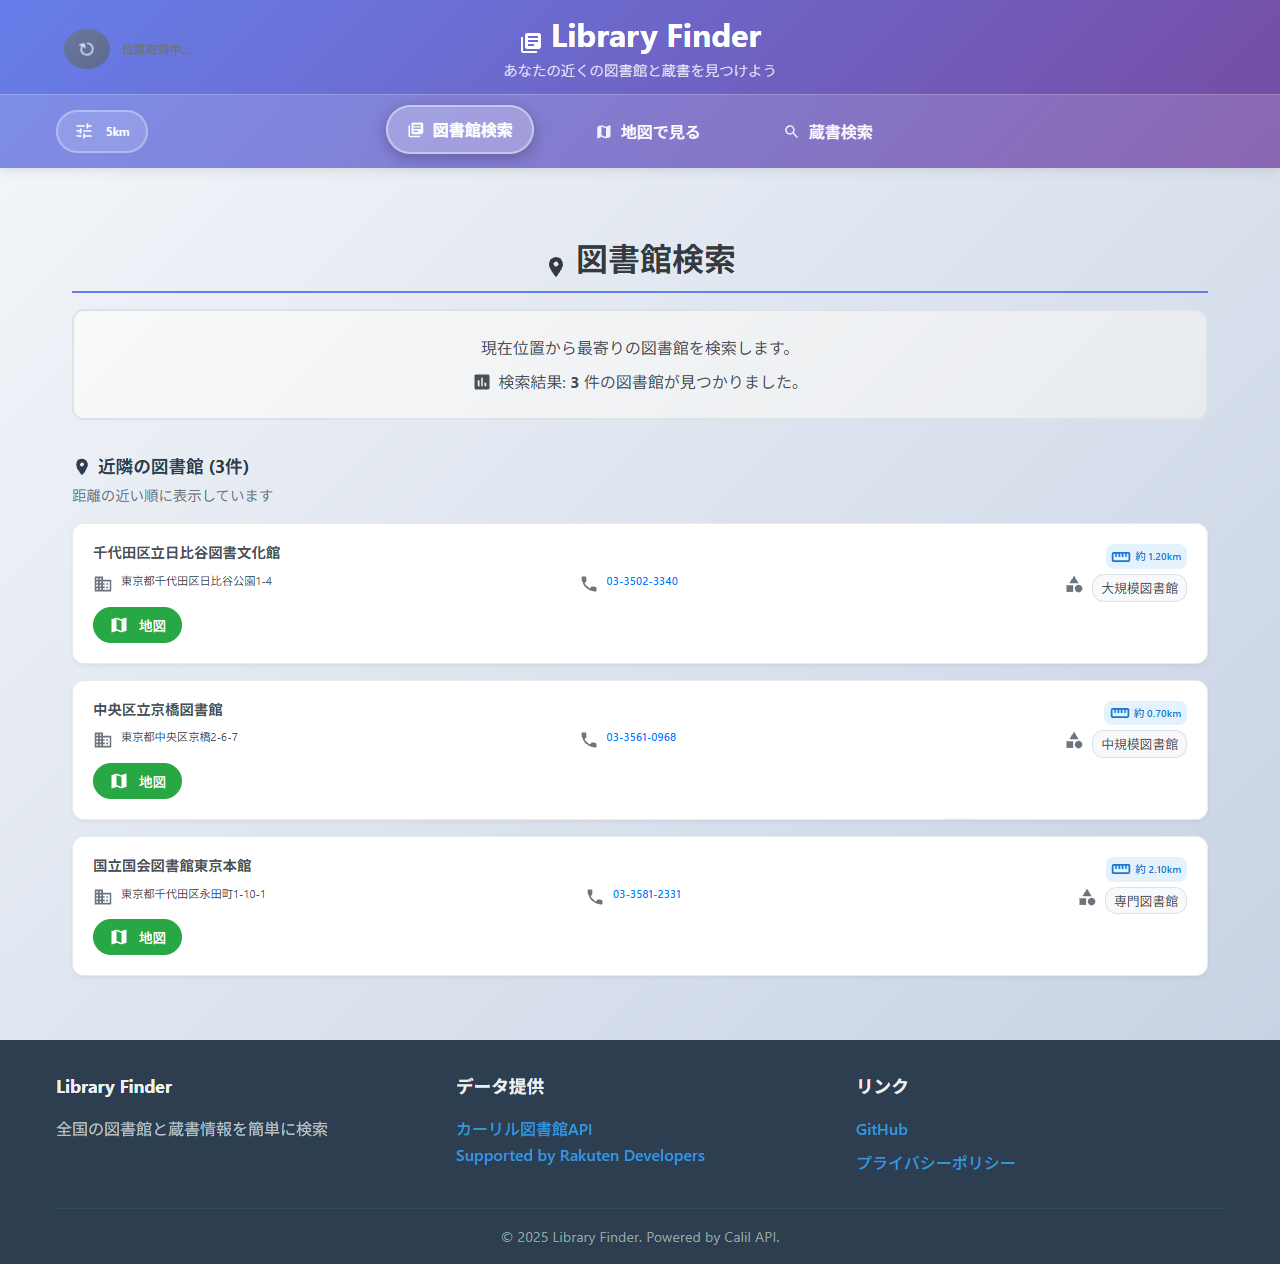 位置取得中...
Library Finder
あなたの近くの図書館と蔵書を見つけよう
5km
図書館検索
地図で見る
蔵書検索
図書館検索
現在位置から最寄りの図書館を検索します。
検索結果: 3 件の図書館が見つかりました。
近隣の図書館 (3件)
距離の近い順に表示しています
千代田区立日比谷図書文化館
約 1.20km
東京都千代田区日比谷公園1-4
03-3502-3340
大規模図書館
地図
中央区立京橋図書館
約 0.70km
東京都中央区京橋2-6-7
03-3561-0968
中規模図書館
地図
国立国会図書館東京本館
約 2.10km
東京都千代田区永田町1-10-1
03-3581-2331
専門図書館
地図
Library Finder
全国の図書館と蔵書情報を簡単に検索
データ提供
カーリル図書館API
Supported by Rakuten Developers
リンク
GitHub
プライバシーポリシー
© 2025 Library Finder. Powered by Calil API.